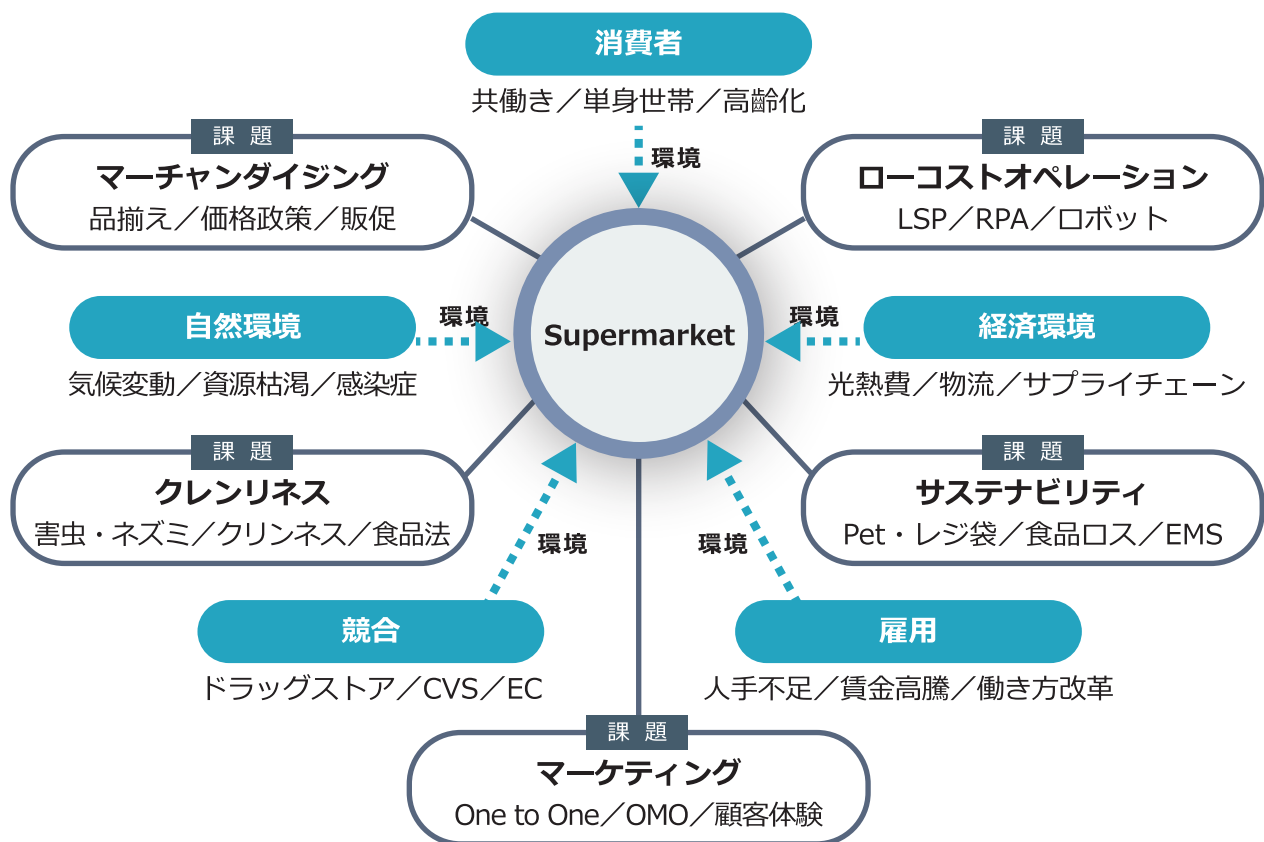 消費者
共働き／単身世帯／高齢化
環境
課 題
マーチャンダイジング
品揃え／価格政策／販促
課 題
ローコストオペレーション
LSP／RPA／ロボット
自然環境
環境
気候変動／資源枯渇／感染症
Supermarket
環境
経済環境
光熱費／物流／サプライチェーン
課 題
クレンリネス
害虫・ネズミ／クリンネス／食品法
課 題
サステナビリティ
Pet・レジ袋／食品ロス／EMS
環境
競合
ドラッグストア／CVS／EC
環境
雇用
人手不足／賃金高騰／働き方改革
課 題
マーケティング
One to One／OMO／顧客体験